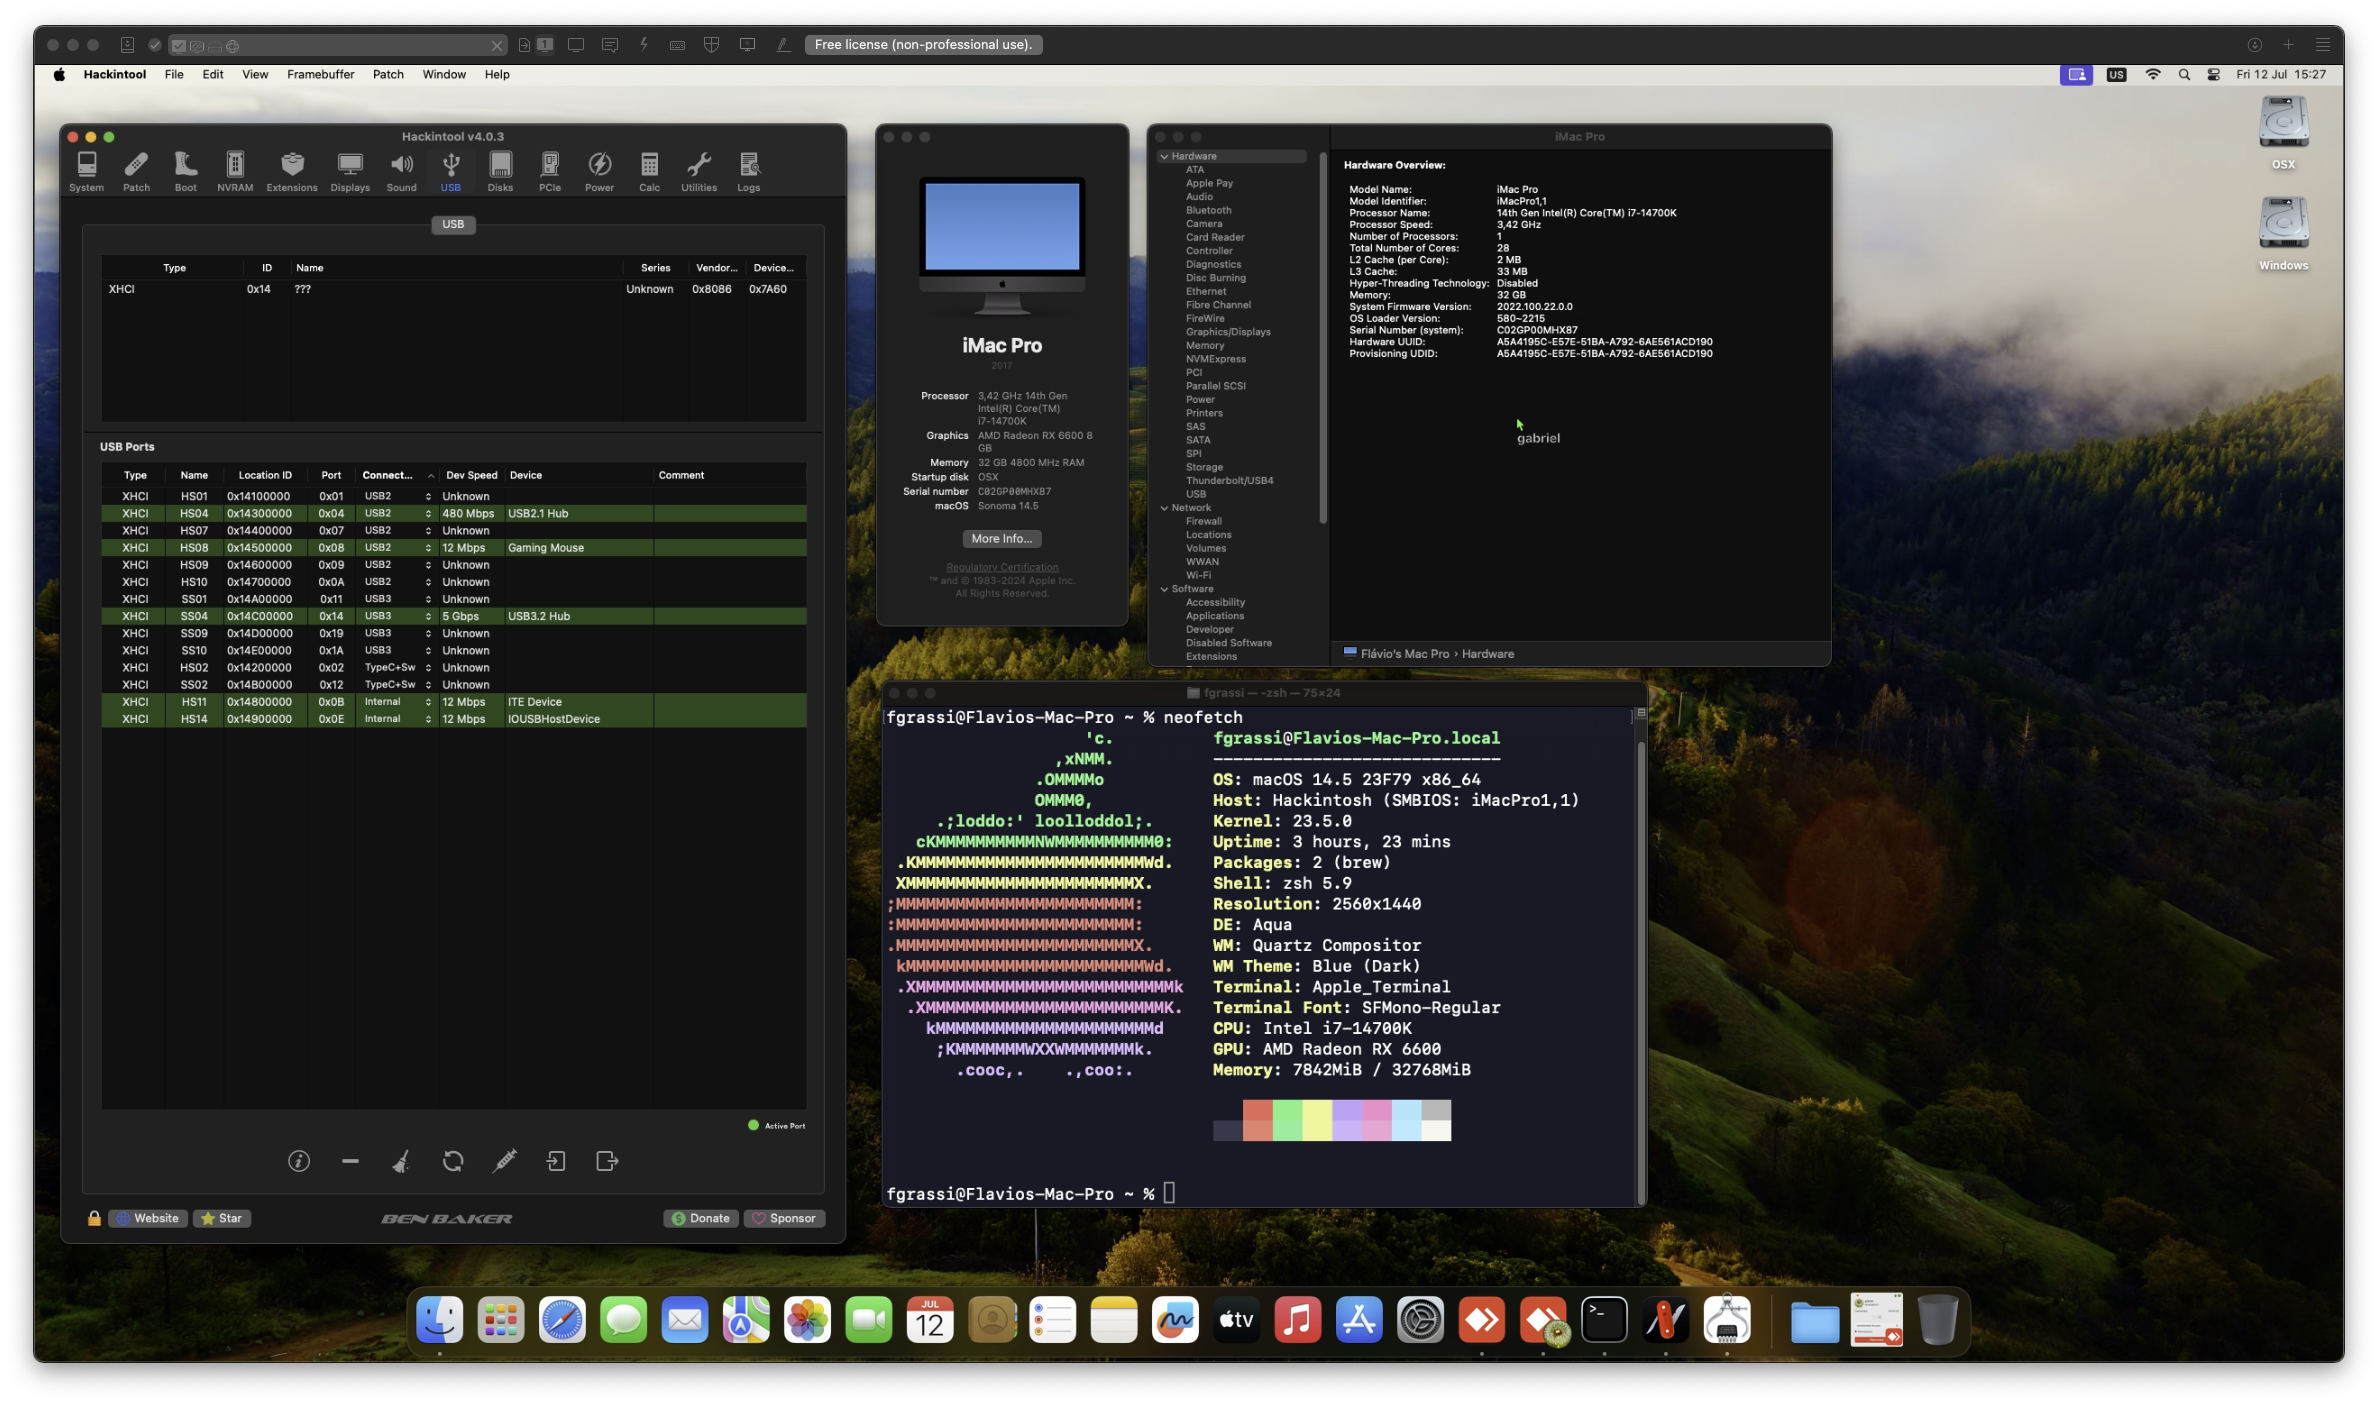 Free license (non-professional use).
Hackintool File Edit View Framebuffer Patch Window Help
US Fri 12 Jul 15:27
OSX
Windows
Hackintool v4.0.3
System Patch Boot NVRAM Extensions Displays Sound USB Disks PCIe Power Calc Utilities Logs
USB
Type ID Name Series Vendor... Device...
XHCI 0x14 ??? Unknown 0x8086 0x7A60
USB Ports
Type Name Location ID Port Connect... Dev Speed Device Comment
XHCI HS01 0x14100000 0x01 USB2 Unknown
XHCI HS04 0x14300000 0x04 USB2 480 Mbps USB2.1 Hub
XHCI HS07 0x14400000 0x07 USB2 Unknown
XHCI HS08 0x14500000 0x08 USB2 12 Mbps Gaming Mouse
XHCI HS09 0x14600000 0x09 USB2 Unknown
XHCI HS10 0x14700000 0x0A USB2 Unknown
XHCI SS01 0x14A00000 0x11 USB3 Unknown
XHCI SS04 0x14C00000 0x14 USB3 5 Gbps USB3.2 Hub
XHCI SS09 0x14D00000 0x19 USB3 Unknown
XHCI SS10 0x14E00000 0x1A USB3 Unknown
XHCI HS02 0x14200000 0x02 TypeC+Sw Unknown
XHCI SS02 0x14B00000 0x12 TypeC+Sw Unknown
XHCI HS11 0x14800000 0x0B Internal 12 Mbps ITE Device
XHCI HS14 0x14900000 0x0E Internal 12 Mbps IOUSBHostDevice
Active Port
Website Star BEN BAKER Donate Sponsor
iMac Pro
2017
Processor 3,42 GHz 14th Gen
Intel(R) Core(TM)
i7-14700K
Graphics AMD Radeon RX 6600 8
GB
Memory 32 GB 4800 MHz RAM
Startup disk OSX
Serial number C02GP00MHX87
macOS Sonoma 14.5
More Info...
Regulatory Certification
™ and © 1983-2024 Apple Inc.
All Rights Reserved.
iMac Pro
Hardware
ATA
Apple Pay
Audio
Bluetooth
Camera
Card Reader
Controller
Diagnostics
Disc Burning
Ethernet
Fibre Channel
FireWire
Graphics/Displays
Memory
NVMExpress
PCI
Parallel SCSI
Power
Printers
SAS
SATA
SPI
Storage
Thunderbolt/USB4
USB
Network
Firewall
Locations
Volumes
WWAN
Wi-Fi
Software
Accessibility
Applications
Developer
Disabled Software
Extensions
Hardware Overview:
Model Name: iMac Pro
Model Identifier: iMacPro1,1
Processor Name: 14th Gen Intel(R) Core(TM) i7-14700K
Processor Speed: 3,42 GHz
Number of Processors: 1
Total Number of Cores: 28
L2 Cache (per Core): 2 MB
L3 Cache: 33 MB
Hyper-Threading Technology: Disabled
Memory: 32 GB
System Firmware Version: 2022.100.22.0.0
OS Loader Version: 580~2215
Serial Number (system): C02GP00MHX87
Hardware UUID: A5A4195C-E57E-51BA-A792-6AE561ACD190
Provisioning UDID: A5A4195C-E57E-51BA-A792-6AE561ACD190
gabriel
Flávio's Mac Pro › Hardware
fgrassi — -zsh — 75×24
fgrassi@Flavios-Mac-Pro ~ % neofetch
'c. fgrassi@Flavios-Mac-Pro.local
,xNMM. -----------------------------
.OMMMMo OS: macOS 14.5 23F79 x86_64
OMMM0, Host: Hackintosh (SMBIOS: iMacPro1,1)
.;loddo:' loolloddol;. Kernel: 23.5.0
cKMMMMMMMMMMNWMMMMMMMMMM0: Uptime: 3 hours, 23 mins
.KMMMMMMMMMMMMMMMMMMMMMMMWd. Packages: 2 (brew)
XMMMMMMMMMMMMMMMMMMMMMMMX. Shell: zsh 5.9
;MMMMMMMMMMMMMMMMMMMMMMMM: Resolution: 2560x1440
:MMMMMMMMMMMMMMMMMMMMMMMM: DE: Aqua
.MMMMMMMMMMMMMMMMMMMMMMMMX. WM: Quartz Compositor
kMMMMMMMMMMMMMMMMMMMMMMMMWd. WM Theme: Blue (Dark)
.XMMMMMMMMMMMMMMMMMMMMMMMMMMk Terminal: Apple_Terminal
.XMMMMMMMMMMMMMMMMMMMMMMMMK. Terminal Font: SFMono-Regular
kMMMMMMMMMMMMMMMMMMMMMMd CPU: Intel i7-14700K
;KMMMMMMMWXXWMMMMMMMk. GPU: AMD Radeon RX 6600
.cooc,. .,coo:. Memory: 7842MiB / 32768MiB
fgrassi@Flavios-Mac-Pro ~ %
JUL
12
tv